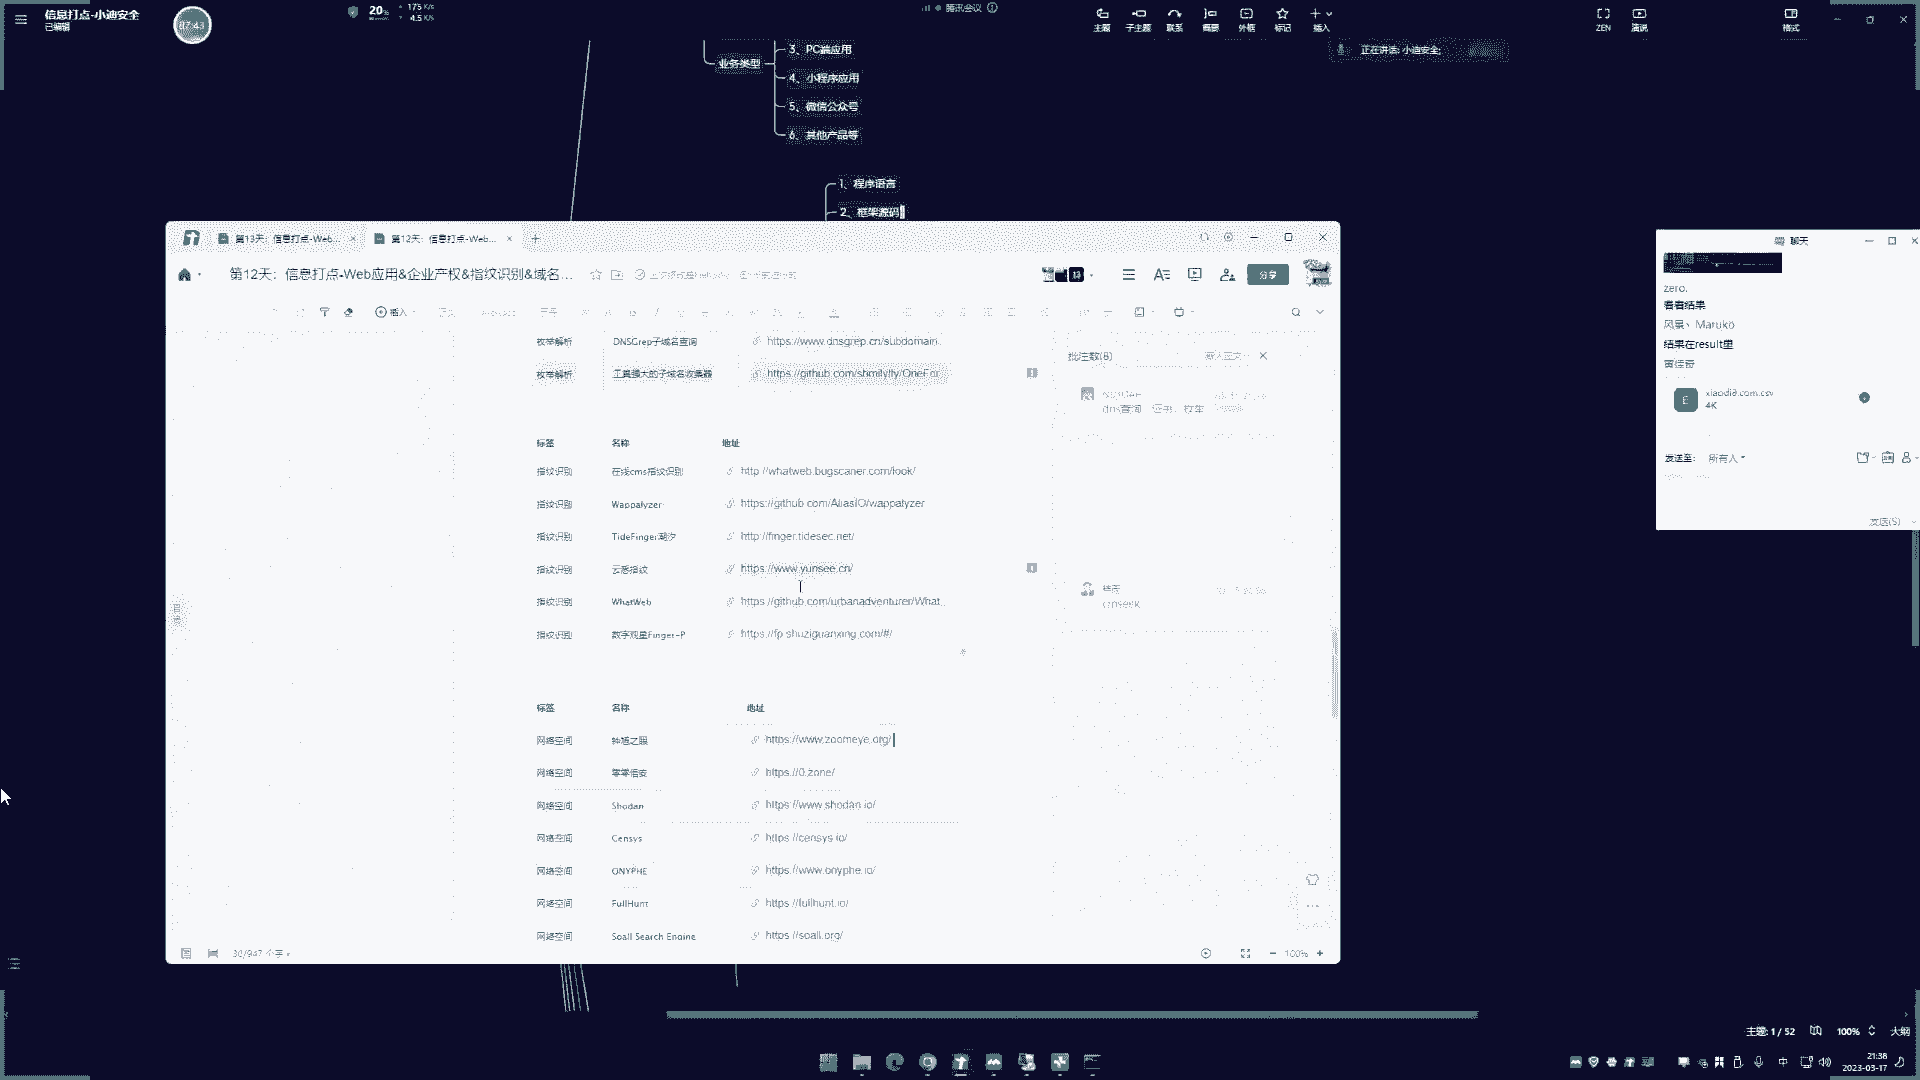 信息打点-小迪安全
已编辑
07:43
20%
175 K/s
4.5 K/s
腾讯会议
主题
子主题
联系
概要
外框
标记
插入
ZEN
演说
格式
正在讲话: 小迪安全;
业务类型
3、PC端应用
4、小程序应用
5、微信公众号
6、其他产品等
1、程序语言
2、框架源码
第13天：信息打点-Web...
第12天：信息打点-Web...
第12天：信息打点-Web应用&企业产权&指纹识别&域名...
分享
插入
枚举解析 DNSGrep子域名查询 https://www.dnsgrep.cn/subdomain
枚举解析 工具强大的子域名收集器 https://github.com/shmilylty/OneFor
标签 名称 地址
指纹识别 在线cms指纹识别 http://whatweb.bugscaner.com/look/
指纹识别 Wappalyzer https://github.com/AliasIO/wappalyzer
指纹识别 TideFinger潮汐 http://finger.tidesec.net/
指纹识别 云悉指纹 https://www.yunsee.cn/
指纹识别 WhatWeb https://github.com/urbanadventurer/What..
指纹识别 数字观星Finger-P https://fp.shuziguanxing.com/#/
标签 名称 地址
网络空间 钟馗之眼 https://www.zoomeye.org/
网络空间 零零信安 https://0.zone/
网络空间 Shodan https://www.shodan.io/
网络空间 Censys https://censys.io/
网络空间 ONYPHE https://www.onyphe.io/
网络空间 FullHunt https://fullhunt.io/
网络空间 Soall Search Engine https://soall.org/
批注数(8)
dns查询
cmseek
38/947 个字
100%
聊天
zero.
看看结果
风景、Maruko
结果在result里
黄佳奇
xiaodi8.com.csv
4K
发送至: 所有人
发送(S)
主题: 1 / 52
100%
大纲
中
21:38
2023-03-17